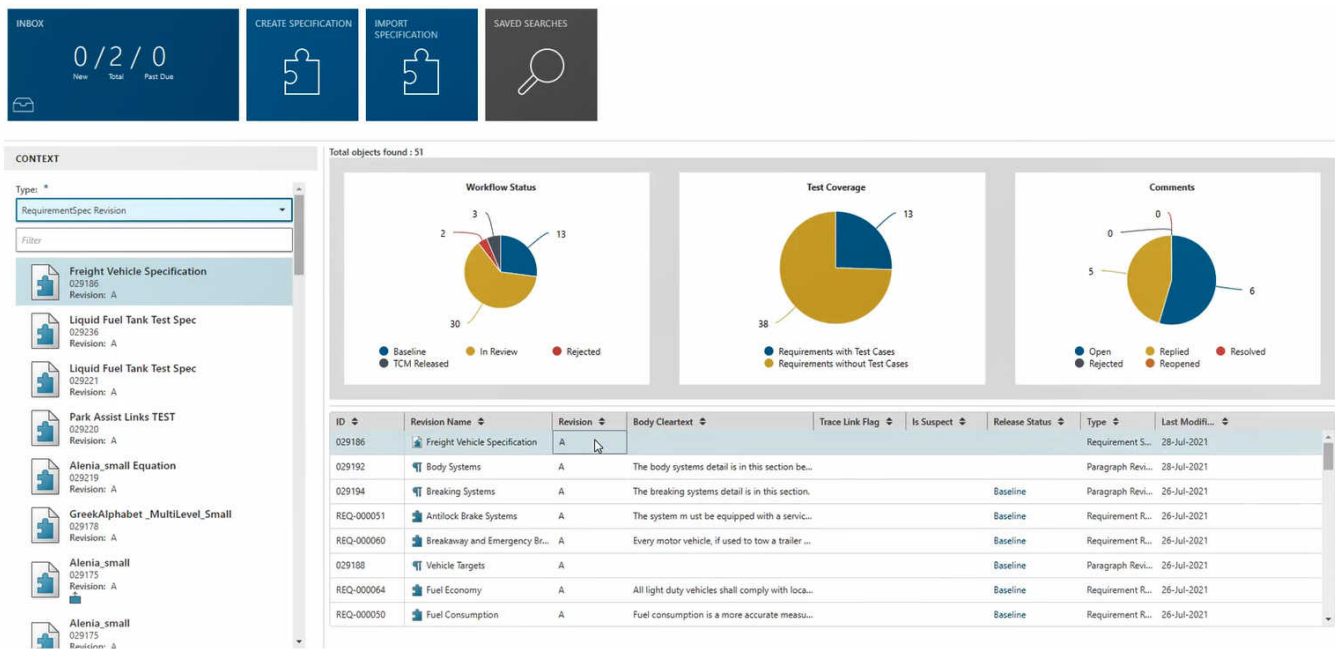 INBOX
0 / 2 / 0
New Total Past Due
CREATE SPECIFICATION
IMPORT
SPECIFICATION
SAVED SEARCHES
CONTEXT
Type: *
RequirementSpec Revision
Filter
Freight Vehicle Specification
029186
Revision: A
Liquid Fuel Tank Test Spec
029236
Revision: A
Liquid Fuel Tank Test Spec
029221
Revision: A
Park Assist Links TEST
029220
Revision: A
Alenia_small Equation
029219
Revision: A
GreekAlphabet _MultiLevel_Small
029178
Revision: A
Alenia_small
029175
Revision: A
Alenia_small
029175
Revision: A
Total objects found : 51
Workflow Status
3
2
13
30
Baseline In Review Rejected
TCM Released
Test Coverage
13
38
Requirements with Test Cases
Requirements without Test Cases
Comments
0
0
5
6
Open Replied Resolved
Rejected Reopened
ID Revision Name Revision Body Cleartext Trace Link Flag Is Suspect Release Status Type Last Modifi...
029186 Freight Vehicle Specification A Requirement S... 28-Jul-2021
029192 Body Systems A The body systems detail is in this section be... Paragraph Revi... 28-Jul-2021
029194 Breaking Systems A The breaking systems detail is in this section. Baseline Paragraph Revi... 26-Jul-2021
REQ-000051 Antilock Brake Systems A The system m ust be equipped with a servic... Baseline Requirement R... 26-Jul-2021
REQ-000060 Breakaway and Emergency Br... A Every motor vehicle, if used to tow a trailer ... Baseline Requirement R... 26-Jul-2021
029188 Vehicle Targets A Baseline Paragraph Revi... 26-Jul-2021
REQ-000064 Fuel Economy A All light duty vehicles shall comply with loca... Baseline Requirement R... 26-Jul-2021
REQ-000050 Fuel Consumption A Fuel consumption is a more accurate measu... Baseline Requirement R... 26-Jul-2021